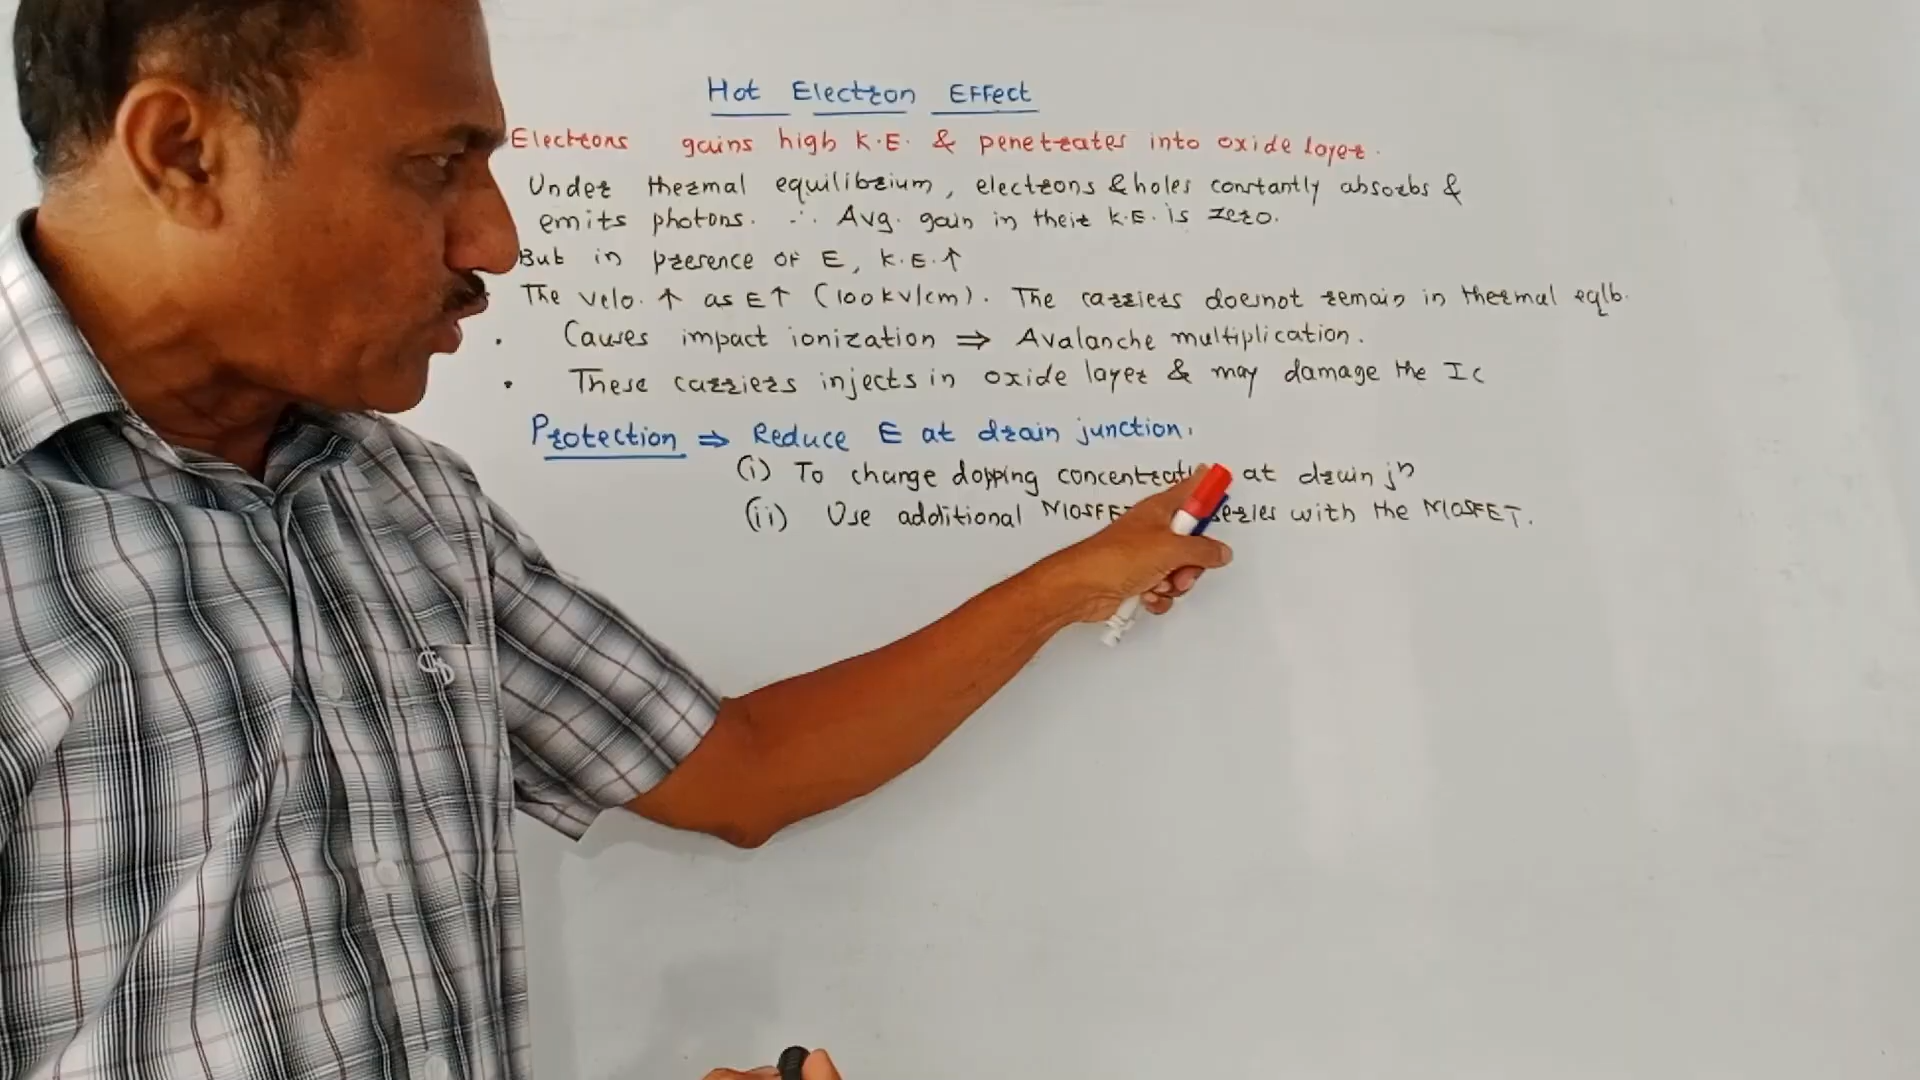 Hot Electron Effect
Electrons gains high K.E. & penetrates into oxide layer.
Under thermal equilibrium, electrons & holes constantly absorbs &
emits photons. ∴ Avg. gain in their K.E. is zero.
But in presence of E, K.E. ↑
The velo. ↑ as E ↑ (100 kv/cm). The carriers doesnot remain in thermal eqlb.
• Causes impact ionization ⇒ Avalanche multiplication.
• These carriers injects in oxide layer & may damage the Ic
Protection ⇒ Reduce E at drain junction.
(i) To change dopping at drain jn
(ii) Use additional series with the MOSFET.